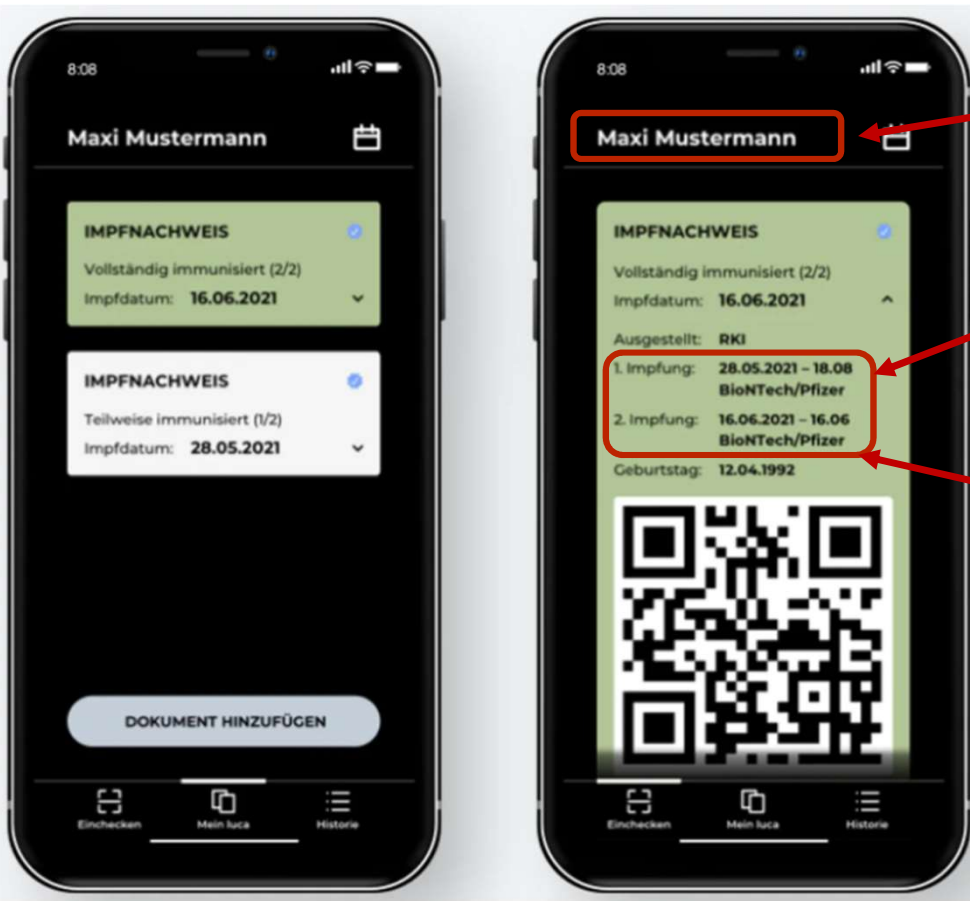 8:08
Maxi Mustermann
IMPFNACHWEIS
Vollständig immunisiert (2/2)
Impfdatum: 16.06.2021
IMPFNACHWEIS
Teilweise immunisiert (1/2)
Impfdatum: 28.05.2021
DOKUMENT HINZUFÜGEN
Einchecken Mein luca Historie
8:08
Maxi Mustermann
IMPFNACHWEIS
Vollständig immunisiert (2/2)
Impfdatum: 16.06.2021
Ausgestellt: RKI
1. Impfung: 28.05.2021 – 18.08
BioNTech/Pfizer
2. Impfung: 16.06.2021 – 16.06
BioNTech/Pfizer
Geburtstag: 12.04.1992
Einchecken Mein luca Historie